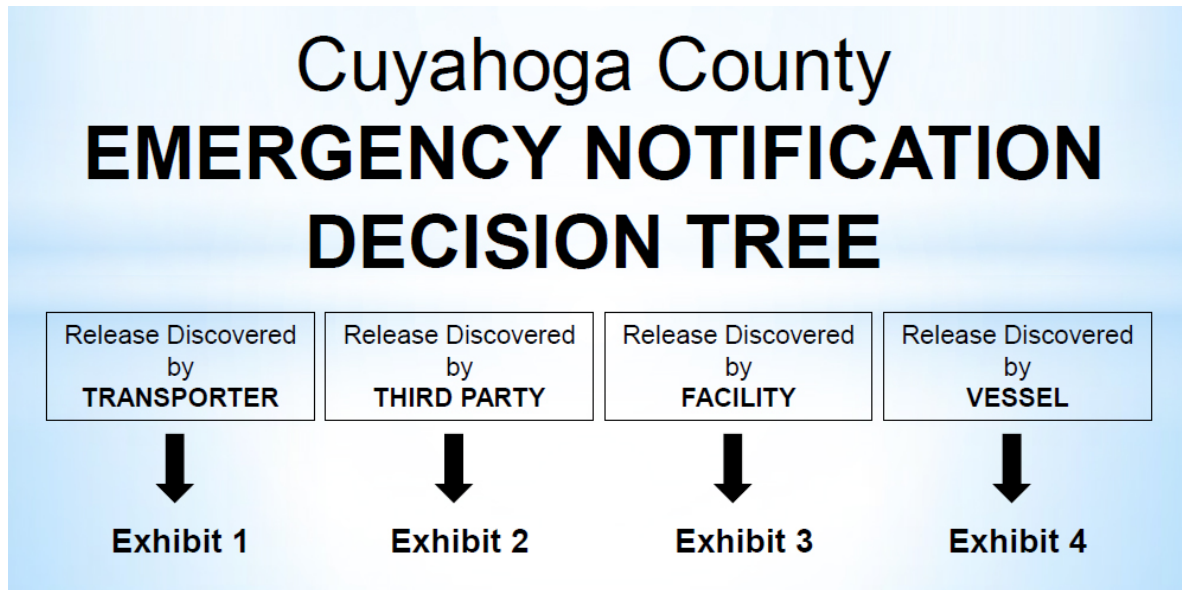 Cuyahoga County
EMERGENCY NOTIFICATION
DECISION TREE
Release Discovered
by
TRANSPORTER
Release Discovered
by
THIRD PARTY
Release Discovered
by
FACILITY
Release Discovered
by
VESSEL
Exhibit 1
Exhibit 2
Exhibit 3
Exhibit 4